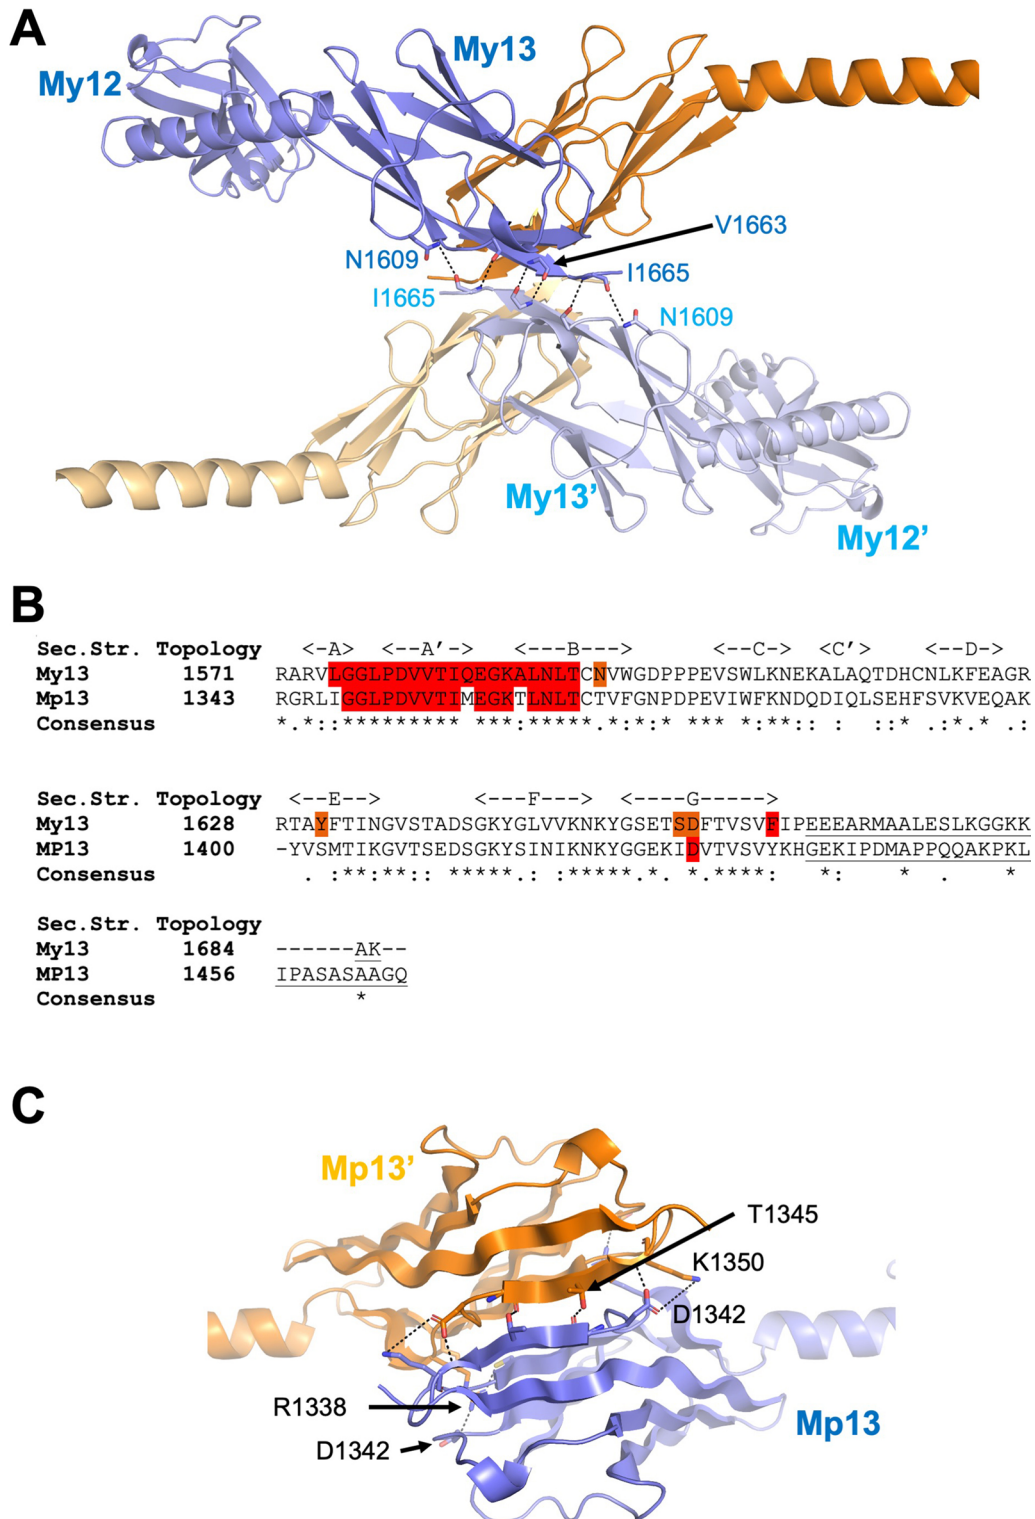 A
My12
My13
V1663
N1609
I1665
I1665
N1609
My13’
My12’
B
Sec.Str. Topology <-A> <--A′-> <---B---> <--C-> <C′> <--D->
My13 1571 RARVLGGLPDVVTIQEGKALNLTCNVWGDPPPEVSWLKNEKALAQTDHCNLKFEAGR
Mp13 1343 RGRLIGGLPDVVTIMEGKTLNLTCTVFGNPDPEVIWFKNDQDIQLSEHFSVKVEQAK
Consensus *.*::********** ***:*****.*:*:* *** *:**:: : ::* .:*:* .:
Sec.Str. Topology <--E--> <---F---> <----G----->
My13 1628 RTAYFTINGVSTADSGKYGLVVKNKYGSETSDFTVSVFIPEEEARMAALESLKGGKK
MP13 1400 -YVSMTIKGVTSEDSGKYSINIKNKYGGEKIDVTVSVYKHGEKIPDMAPPQQAKPKL
Consensus . :**:**:: *****.: :*****.*. *.****: *: * . *
Sec.Str. Topology
My13 1684 ------AK--
MP13 1456 IPASASAAGQ
Consensus *
C
Mp13’
T1345
K1350
D1342
R1338
D1342
Mp13